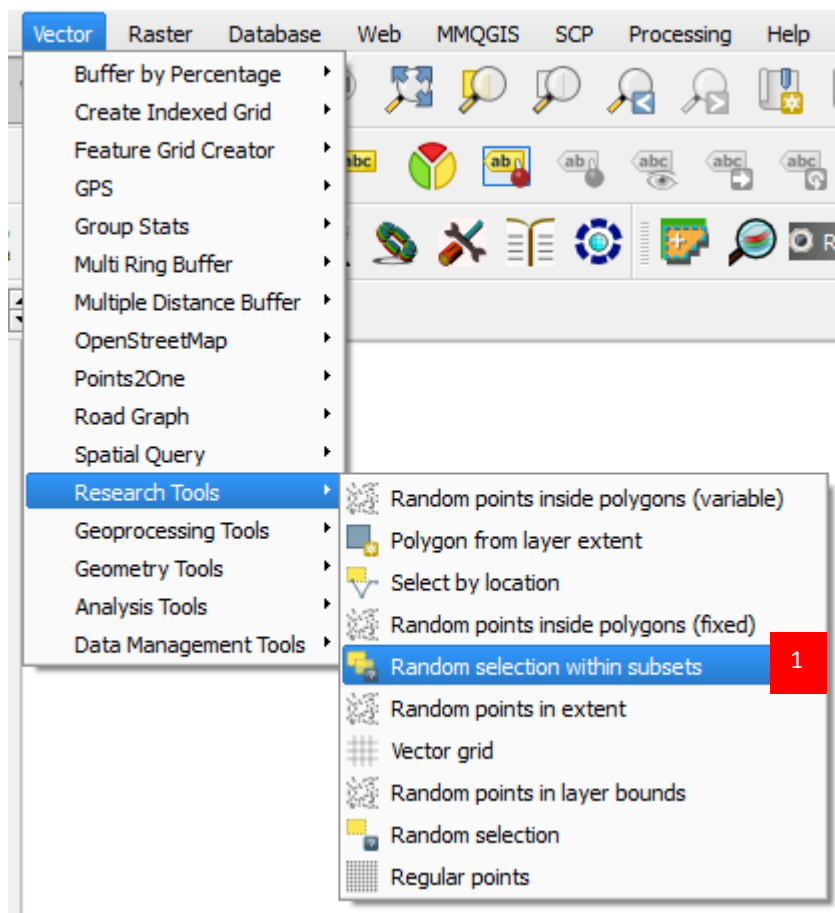 Vector Raster Database Web MMQGIS SCP Processing Help
Buffer by Percentage
Create Indexed Grid
Feature Grid Creator
GPS
Group Stats
Multi Ring Buffer
Multiple Distance Buffer
OpenStreetMap
Points2One
Road Graph
Spatial Query
Research Tools
Geoprocessing Tools
Geometry Tools
Analysis Tools
Data Management Tools
abc ab ab abc abc abc
R
Random points inside polygons (variable)
Polygon from layer extent
Select by location
Random points inside polygons (fixed)
Random selection within subsets 1
Random points in extent
Vector grid
Random points in layer bounds
Random selection
Regular points